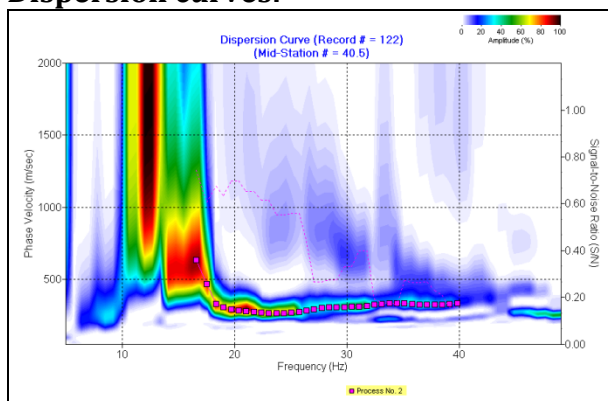 Dispersion curves:
Dispersion Curve (Record # = 122)
(Mid-Station # = 40.5)
0 20 40 60 80 100
Amplitude (%)
2000
1500
1000
500
Phase Velocity (m/sec)
1.00
0.80
0.60
0.40
0.20
0.00
Signal-to-Noise Ratio (S/N)
10 20 30 40
Frequency (Hz)
Process No. 2